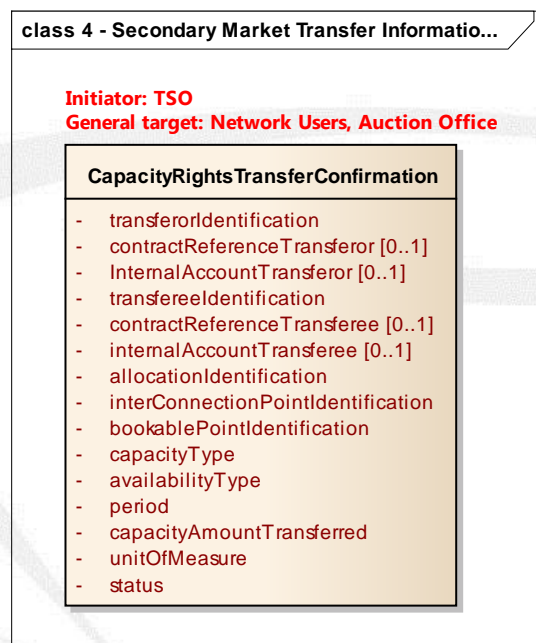 class 4 - Secondary Market Transfer Informatio...
Initiator: TSO
General target: Network Users, Auction Office
CapacityRightsTransferConfirmation
- transferorIdentification
- contractReferenceTransferor [0..1]
- InternalAccountTransferor [0..1]
- transfereeIdentification
- contractReferenceTransferee [0..1]
- internalAccountTransferee [0..1]
- allocationIdentification
- interConnectionPointIdentification
- bookablePointIdentification
- capacityType
- availabilityType
- period
- capacityAmountTransferred
- unitOfMeasure
- status